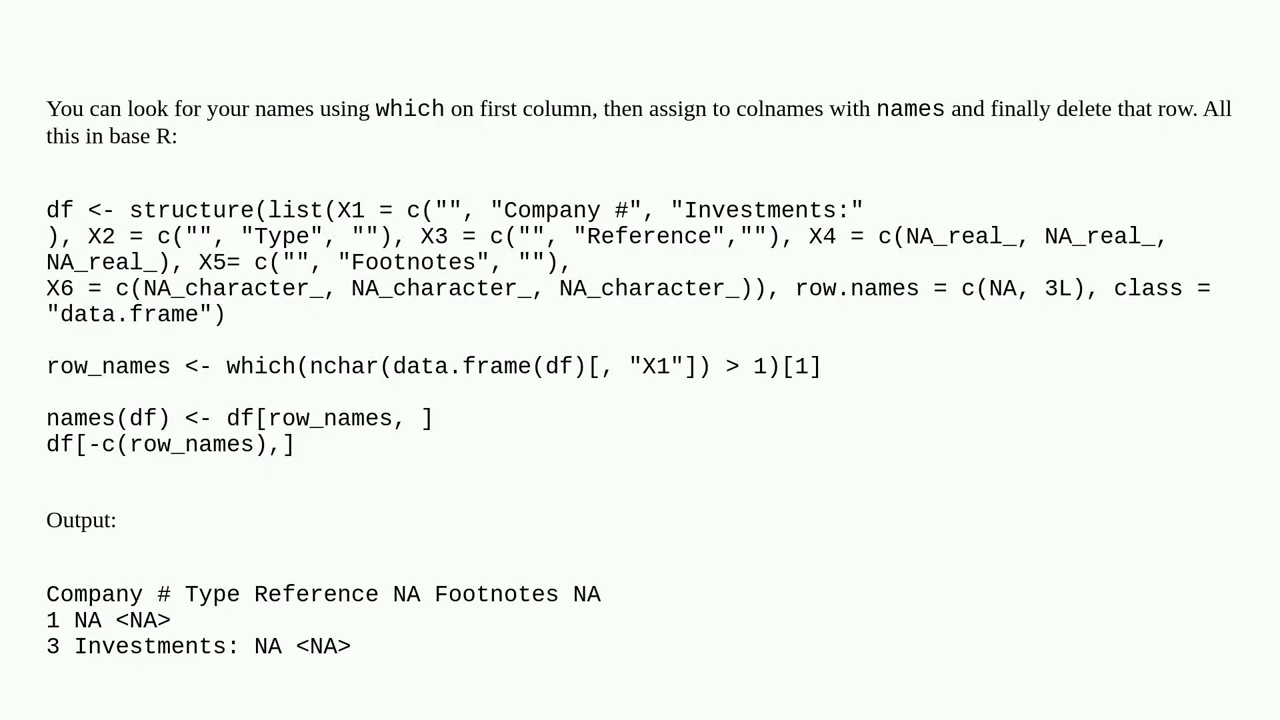 You can look for your names using which on first column, then assign to colnames with names and finally delete that row. All
this in base R:
df <- structure(list(X1 = c("", "Company #", "Investments:"
), X2 = c("", "Type", ""), X3 = c("", "Reference",""), X4 = c(NA_real_, NA_real_,
NA_real_), X5= c("", "Footnotes", ""),
X6 = c(NA_character_, NA_character_, NA_character_)), row.names = c(NA, 3L), class =
"data.frame")
row_names <- which(nchar(data.frame(df)[, "X1"]) > 1)[1]
names(df) <- df[row_names, ]
df[-c(row_names),]
Output:
Company # Type Reference NA Footnotes NA
1 NA <NA>
3 Investments: NA <NA>